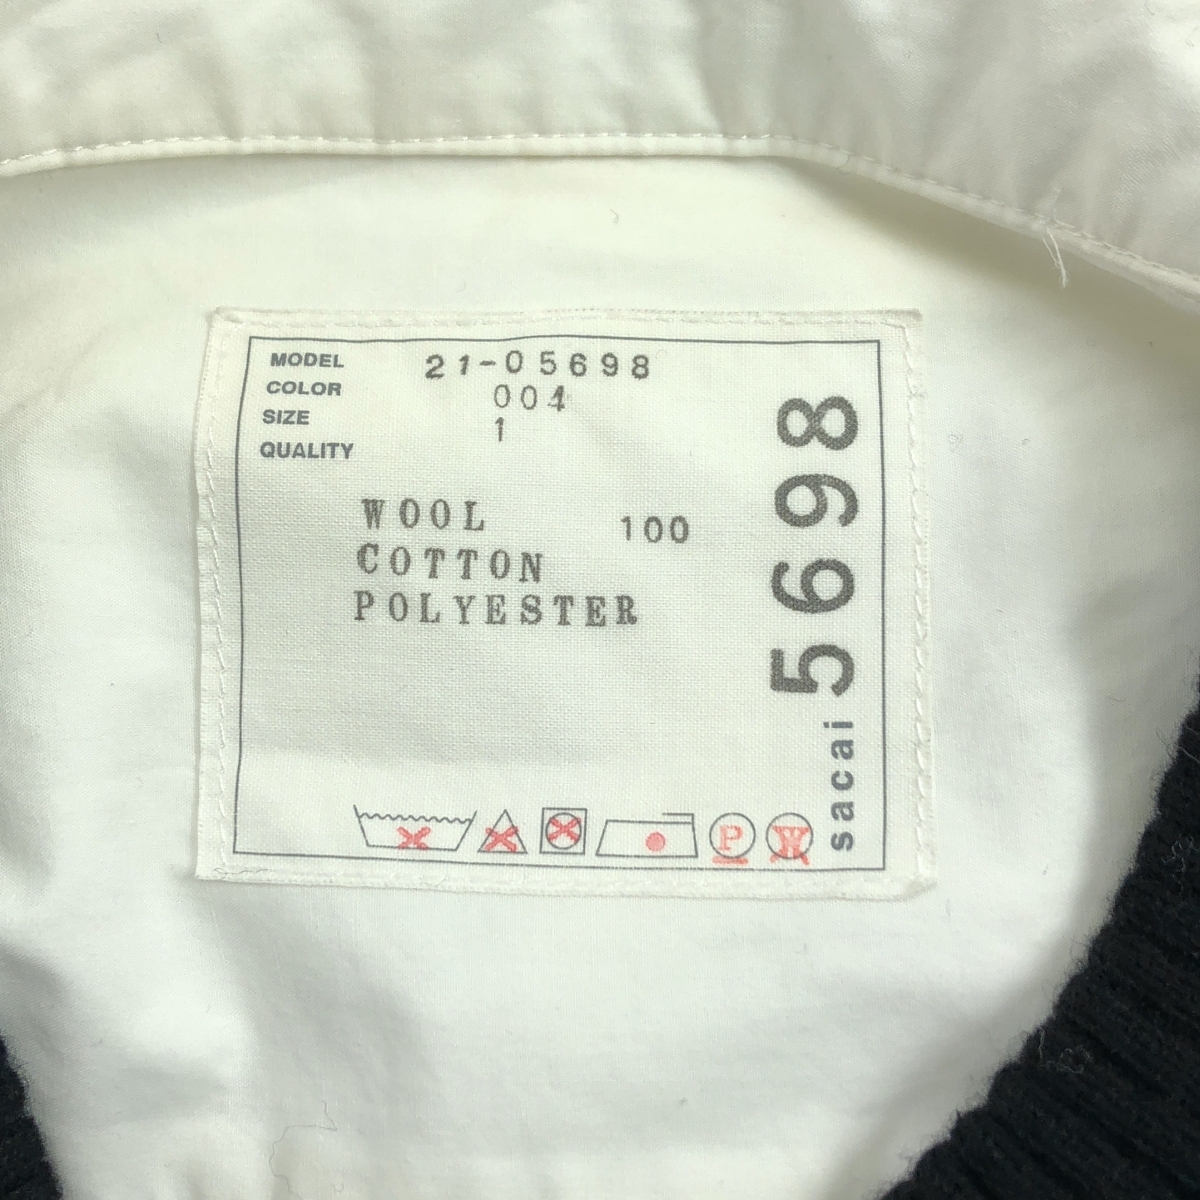 MODEL 21-05698
COLOR 004
SIZE 1
QUALITY
WOOL 100
COTTON
POLYESTER
P W
sacai 5698